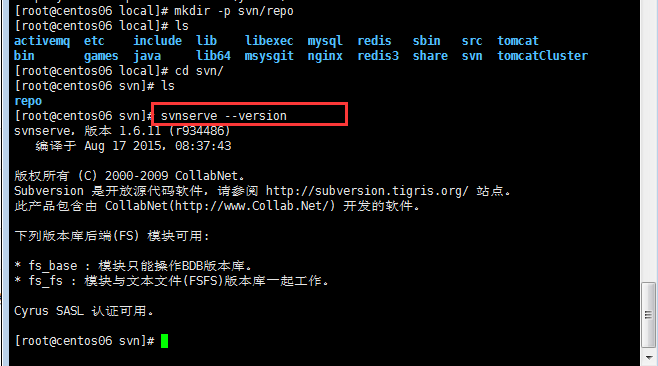 [root@centos06 local]# mkdir -p svn/repo
[root@centos06 local]# ls
activemq etc include lib libexec mysql redis sbin src tomcat
bin games java lib64 msysgit nginx redis3 share svn tomcatCluster
[root@centos06 local]# cd svn/
[root@centos06 svn]# ls
repo
[root@centos06 svn]# svnserve --version
svnserve，版本 1.6.11 (r934486)
编译于 Aug 17 2015，08:37:43
版权所有 (C) 2000-2009 CollabNet。
Subversion 是开放源代码软件，请参阅 http://subversion.tigris.org/ 站点。
此产品包含由 CollabNet(http://www.Collab.Net/) 开发的软件。
下列版本库后端(FS) 模块可用:
* fs_base : 模块只能操作BDB版本库。
* fs_fs : 模块与文本文件(FSFS)版本库一起工作。
Cyrus SASL 认证可用。
[root@centos06 svn]#